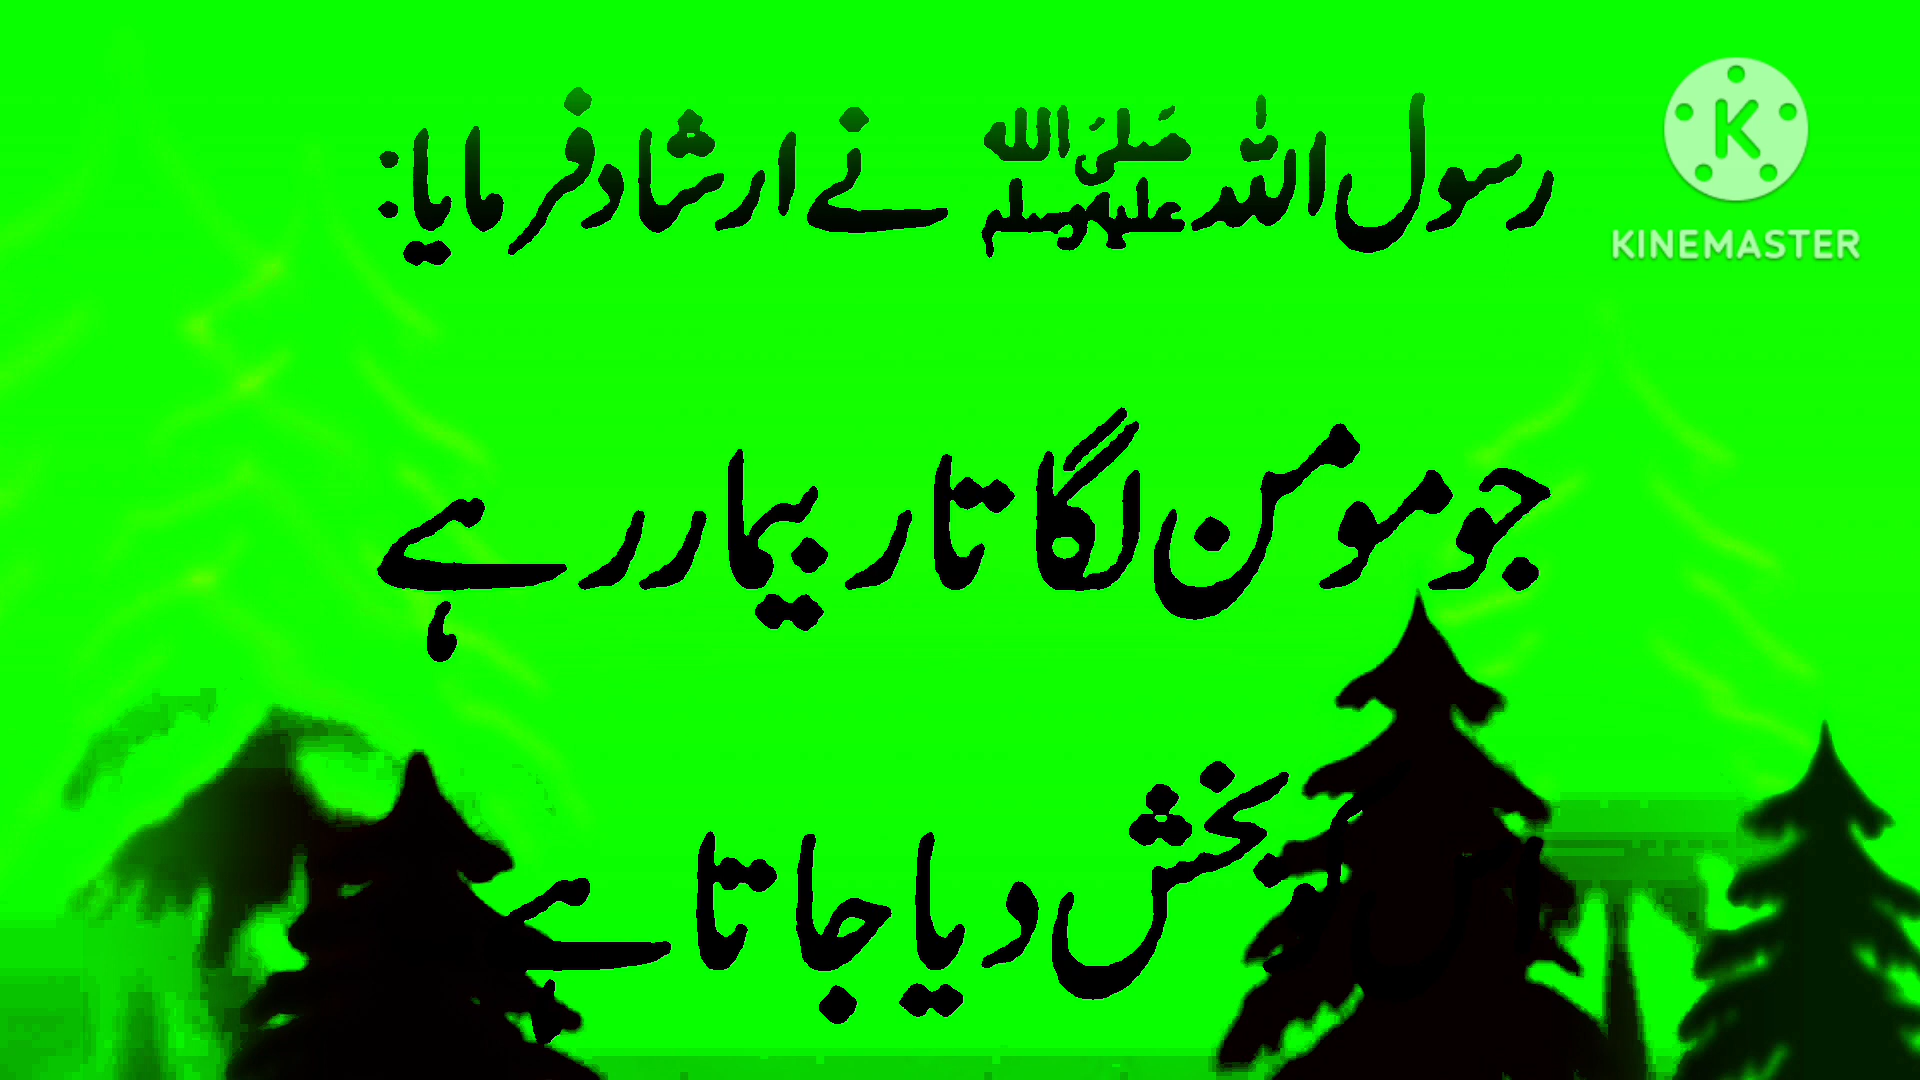 رسول اللہ ﷺ نے ارشاد فرمایا:
KINEMASTER
جو مومن لگاتار بیمار رہے
بخش دیا جاتا ہے